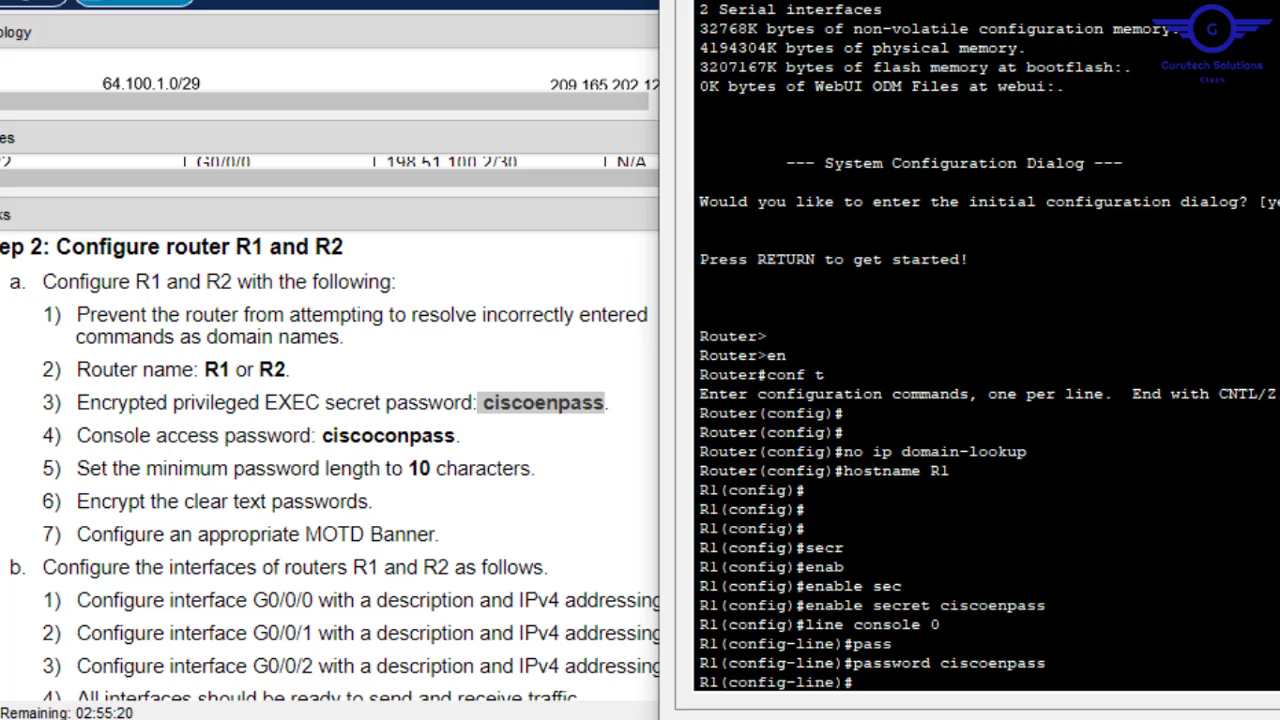 ology
64.100.1.0/29
209.165.202.12
es
G0/0/0
198.51.100.2/30
N/A
ks
ep 2: Configure router R1 and R2
a. Configure R1 and R2 with the following:
1) Prevent the router from attempting to resolve incorrectly entered
commands as domain names.
2) Router name: R1 or R2.
3) Encrypted privileged EXEC secret password: ciscoenpass.
4) Console access password: ciscoconpass.
5) Set the minimum password length to 10 characters.
6) Encrypt the clear text passwords.
7) Configure an appropriate MOTD Banner.
b. Configure the interfaces of routers R1 and R2 as follows.
1) Configure interface G0/0/0 with a description and IPv4 addressing
2) Configure interface G0/0/1 with a description and IPv4 addressing
3) Configure interface G0/0/2 with a description and IPv4 addressing
4) All interfaces should be ready to send and receive traffic
Remaining: 02:55:20
2 Serial interfaces
32768K bytes of non-volatile configuration memory.
4194304K bytes of physical memory.
3207167K bytes of flash memory at bootflash:.
0K bytes of WebUI ODM Files at webui:.
--- System Configuration Dialog ---
Would you like to enter the initial configuration dialog? [ye
Press RETURN to get started!
Router>
Router>en
Router#conf t
Enter configuration commands, one per line. End with CNTL/Z
Router(config)#
Router(config)#
Router(config)#no ip domain-lookup
Router(config)#hostname R1
R1(config)#
R1(config)#
R1(config)#
R1(config)#secr
R1(config)#enab
R1(config)#enable sec
R1(config)#enable secret ciscoenpass
R1(config)#line console 0
R1(config-line)#pass
R1(config-line)#password ciscoenpass
R1(config-line)#
G
Gurutech Solutions